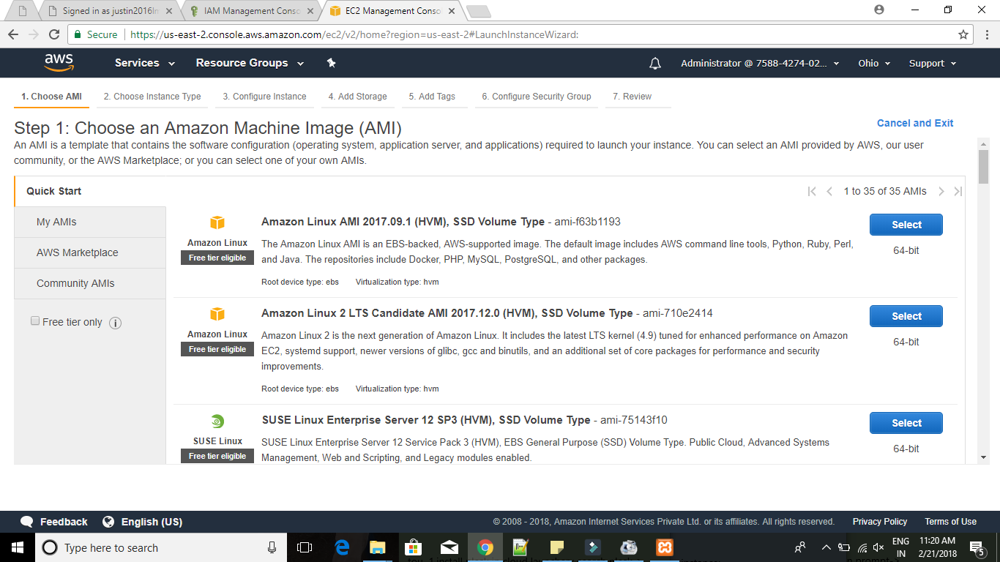 Signed in as justin2016lm
IAM Management Conso
EC2 Management Conso
Secure https://us-east-2.console.aws.amazon.com/ec2/v2/home?region=us-east-2#LaunchInstanceWizard:
aws Services Resource Groups Administrator @ 7588-4274-02... Ohio Support
1. Choose AMI 2. Choose Instance Type 3. Configure Instance 4. Add Storage 5. Add Tags 6. Configure Security Group 7. Review
Step 1: Choose an Amazon Machine Image (AMI)
Cancel and Exit
An AMI is a template that contains the software configuration (operating system, application server, and applications) required to launch your instance. You can select an AMI provided by AWS, our user
community, or the AWS Marketplace; or you can select one of your own AMIs.
Quick Start
1 to 35 of 35 AMIs
My AMIs
AWS Marketplace
Community AMIs
Free tier only
Amazon Linux
Free tier eligible
Amazon Linux AMI 2017.09.1 (HVM), SSD Volume Type - ami-f63b1193
The Amazon Linux AMI is an EBS-backed, AWS-supported image. The default image includes AWS command line tools, Python, Ruby, Perl,
and Java. The repositories include Docker, PHP, MySQL, PostgreSQL, and other packages.
Root device type: ebs Virtualization type: hvm
Select
64-bit
Amazon Linux
Free tier eligible
Amazon Linux 2 LTS Candidate AMI 2017.12.0 (HVM), SSD Volume Type - ami-710e2414
Amazon Linux 2 is the next generation of Amazon Linux. It includes the latest LTS kernel (4.9) tuned for enhanced performance on Amazon
EC2, systemd support, newer versions of glibc, gcc and binutils, and an additional set of core packages for performance and security
improvements.
Root device type: ebs Virtualization type: hvm
Select
64-bit
SUSE Linux
Free tier eligible
SUSE Linux Enterprise Server 12 SP3 (HVM), SSD Volume Type - ami-75143f10
SUSE Linux Enterprise Server 12 Service Pack 3 (HVM), EBS General Purpose (SSD) Volume Type. Public Cloud, Advanced Systems
Management, Web and Scripting, and Legacy modules enabled.
Select
64-bit
Feedback English (US) © 2008 - 2018, Amazon Internet Services Private Ltd. or its affiliates. All rights reserved. Privacy Policy Terms of Use
Type here to search
ENG
IN
11:20 AM
2/21/2018
5